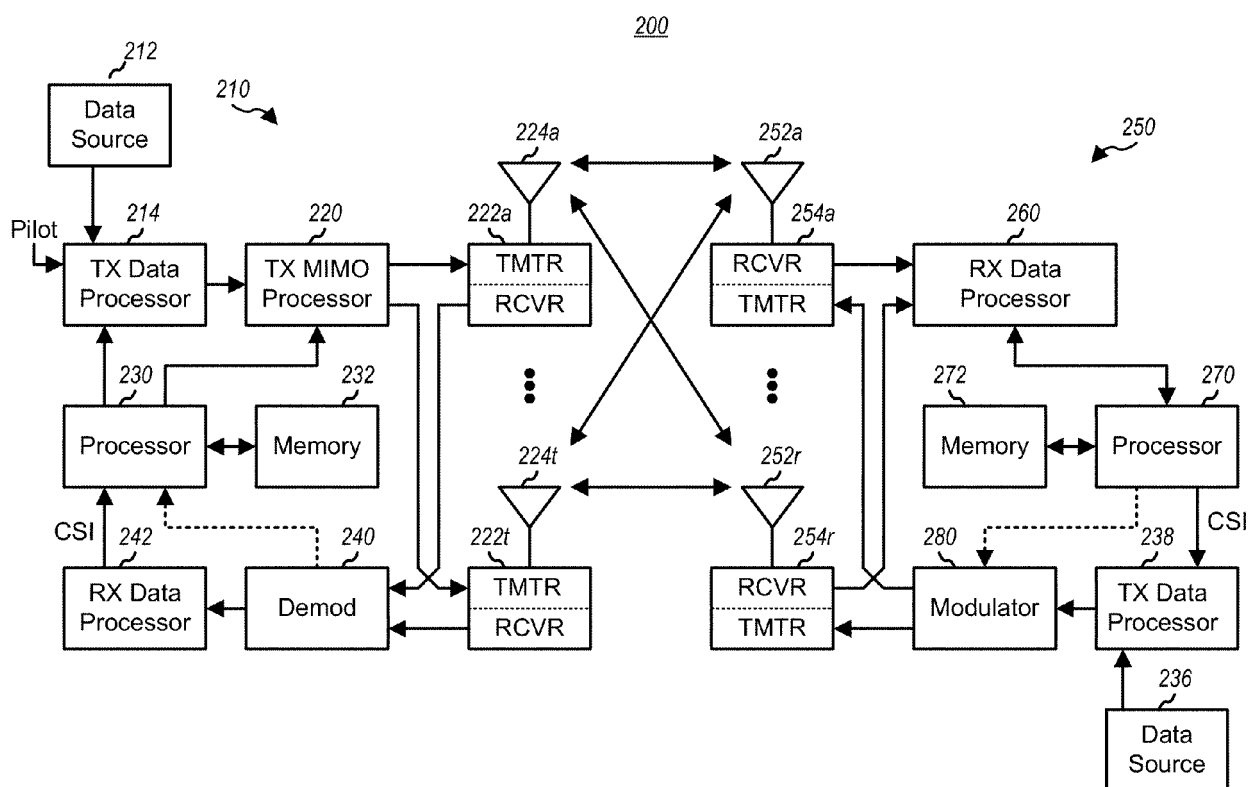 200
212
Data
Source
210
224a
252a
250
Pilot
214
TX Data
Processor
220
TX MIMO
Processor
222a
TMTR
RCVR
254a
RCVR
TMTR
260
RX Data
Processor
230
Processor
232
Memory
272
Memory
270
Processor
224t
252r
CSI
242
RX Data
Processor
240
Demod
222t
TMTR
RCVR
254r
RCVR
TMTR
280
Modulator
CSI
238
TX Data
Processor
236
Data
Source